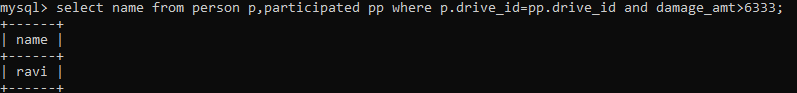 mysql> select name from person p,participated pp where p.drive_id=pp.drive_id and damage_amt>6333;
+------+
| name |
+------+
| ravi |
+------+